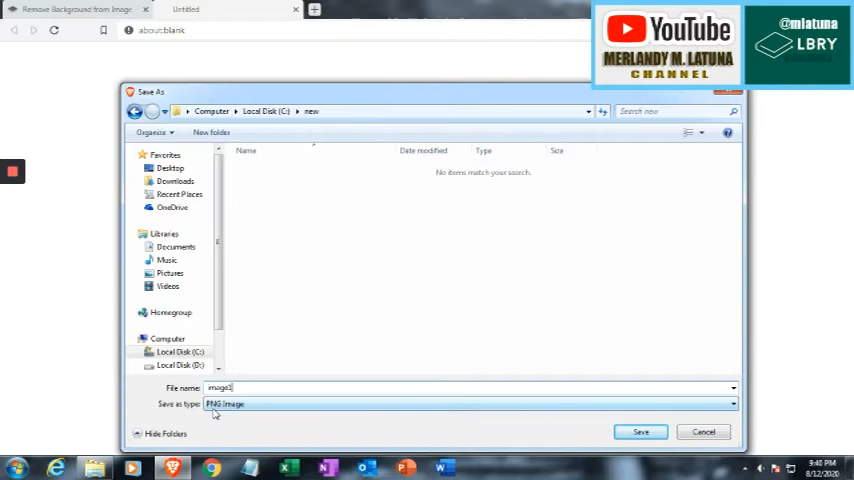 Remove Background from Image
Untitled
about:blank
YouTube
MERLANDY M. LATUNA
CHANNEL
@mlatuna
LBRY
Save As
Computer
Local Disk (C:)
new
Search new
Organize
New folder
Favorites
Desktop
Downloads
Recent Places
OneDrive
Libraries
Documents
Music
Pictures
Videos
Homegroup
Computer
Local Disk (C:)
Local Disk (D:)
Name
Date modified
Type
Size
No items match your search.
File name: image1
Save as type: PNG Image
Hide Folders
Save
Cancel
9:40 PM
8/12/2020